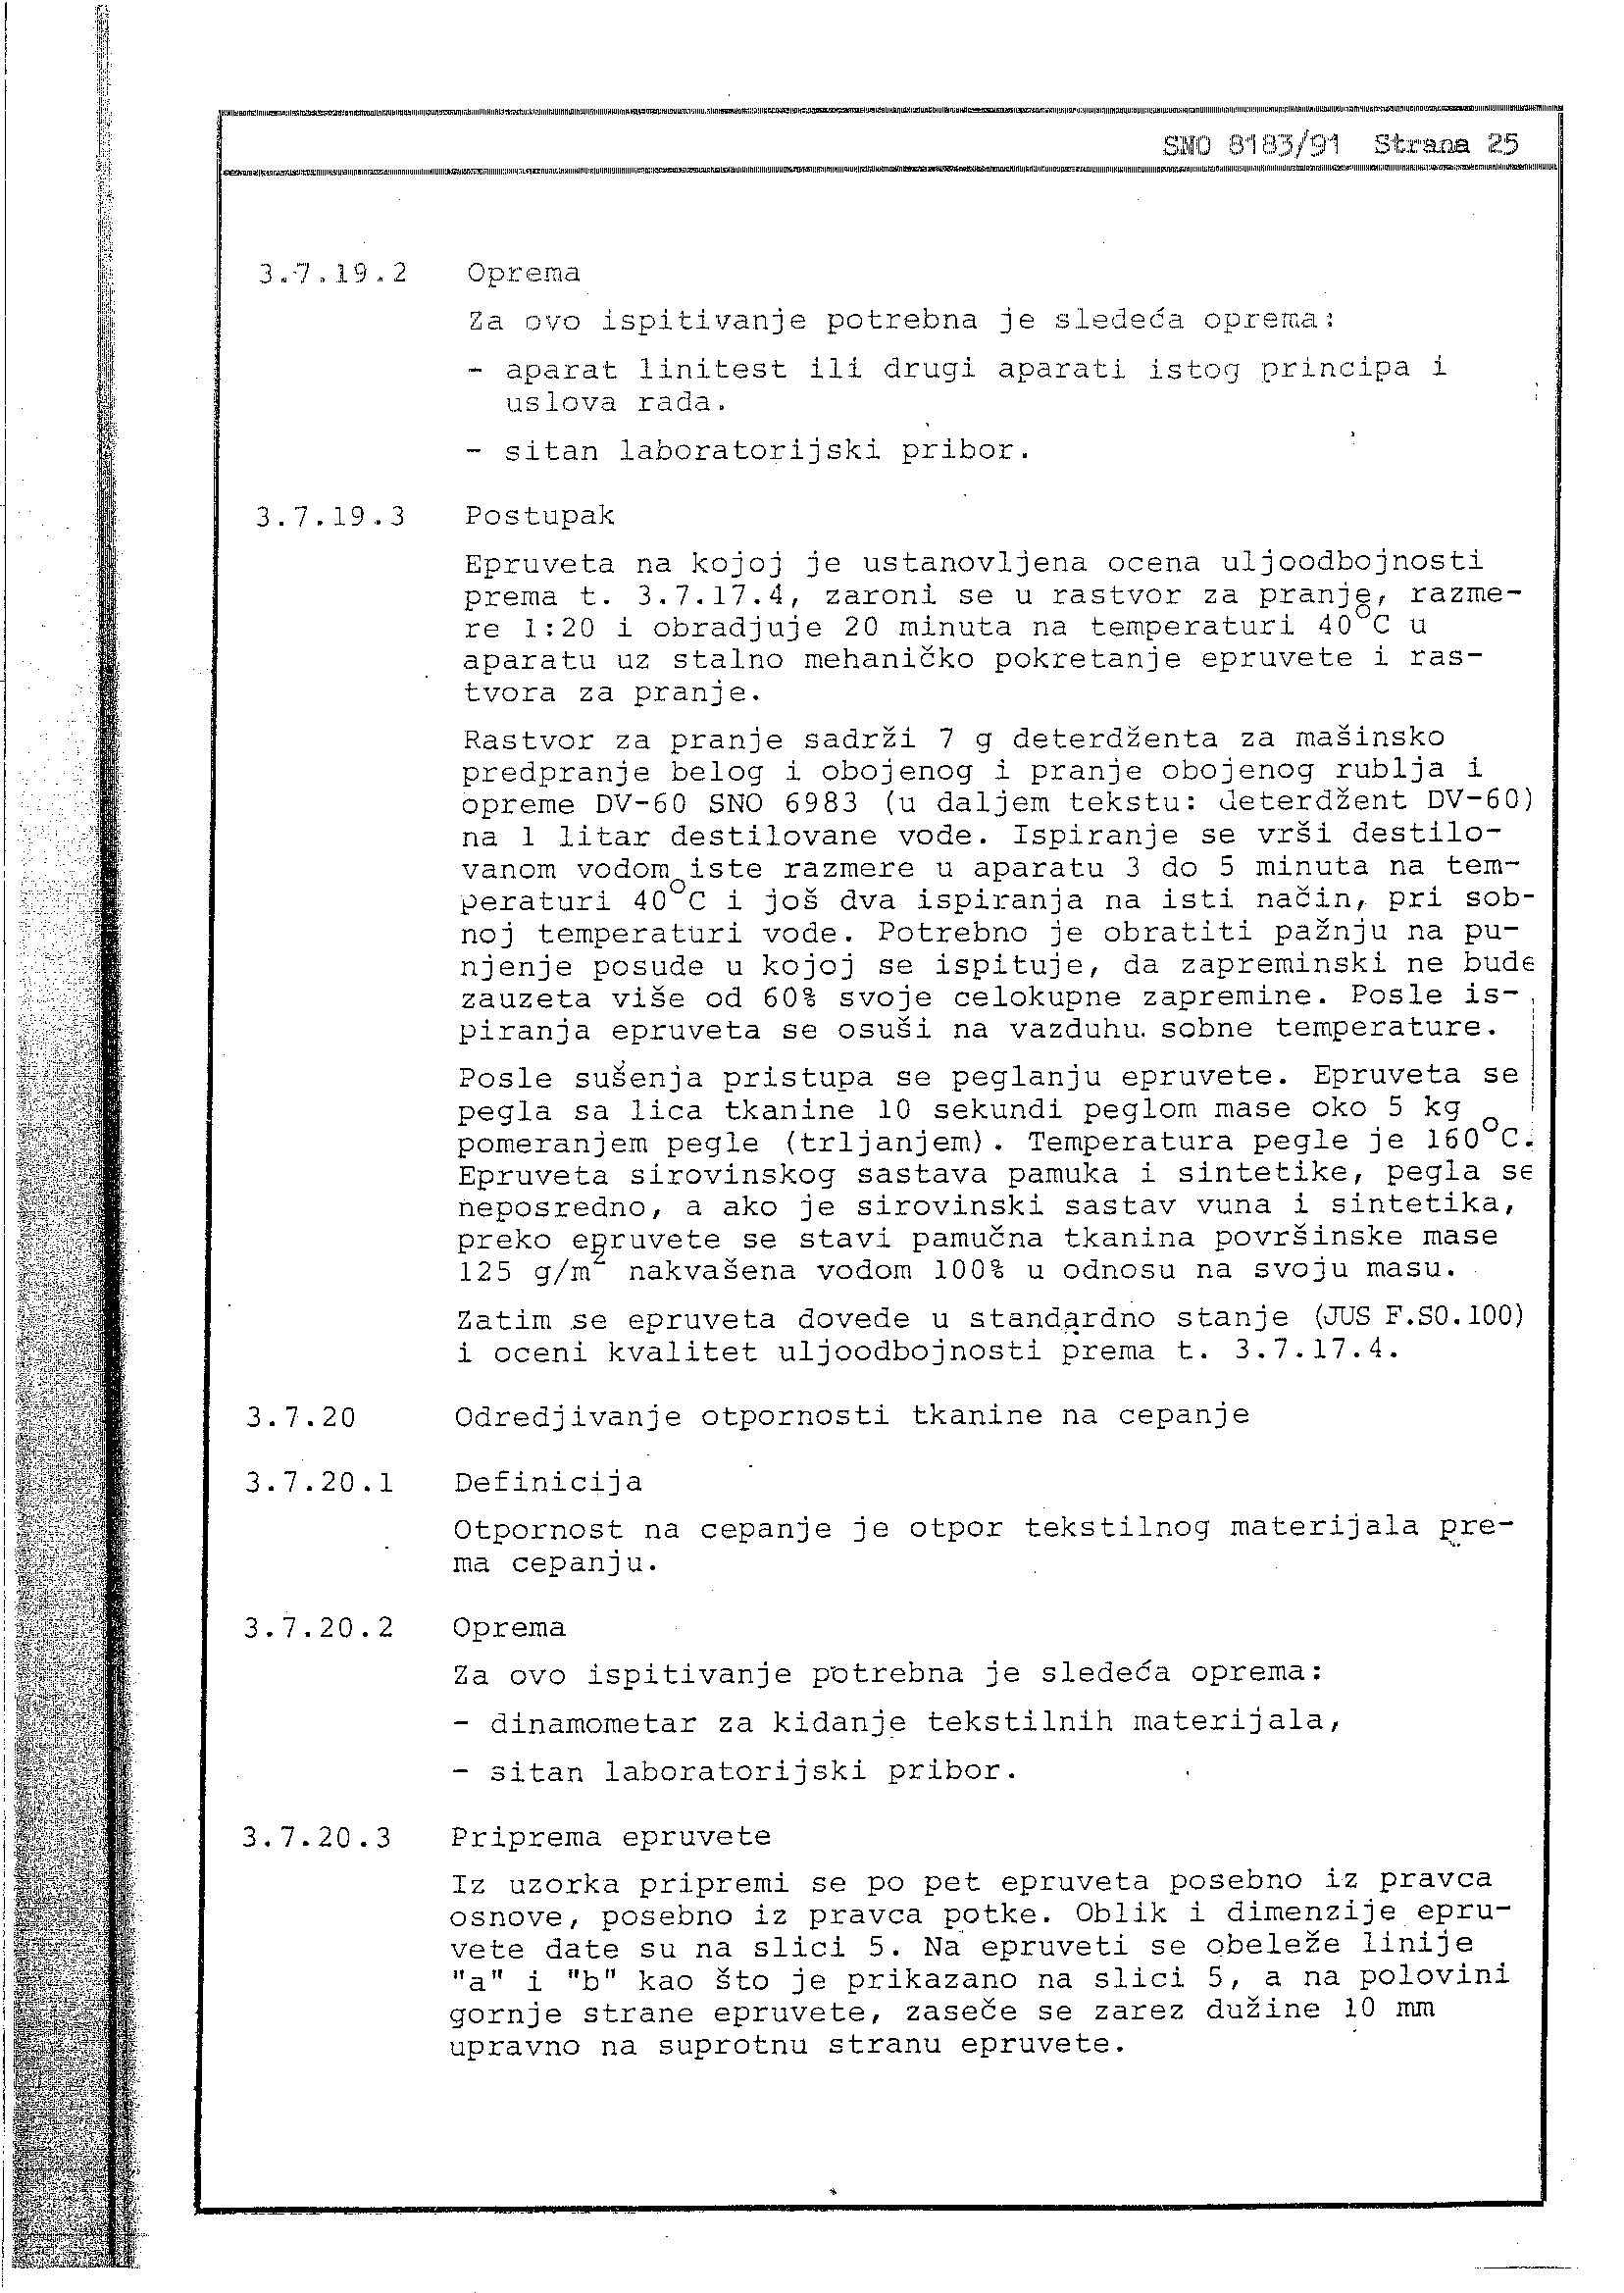 SNO 8183/91 Strana 25
3.7.19.2 Oprema
Za ovo ispitivanje potrebna je sledeća oprema:
- aparat linitest ili drugi aparati istog principa i
uslova rada.
- sitan laboratorijski pribor.
3.7.19.3 Postupak
Epruveta na kojoj je ustanovljena ocena uljoodbojnosti
prema t. 3.7.17.4, zaroni se u rastvor za pranje, razme-
re 1:20 i obradjuje 20 minuta na temperaturi 40°C u
aparatu uz stalno mehaničko pokretanje epruvete i ras-
tvora za pranje.
Rastvor za pranje sadrži 7 g deterdženta za mašinsko
predpranje belog i obojenog i pranje obojenog rublja i
opreme DV-60 SNO 6983 (u daljem tekstu: deterdžent DV-60)
na 1 litar destilovane vode. Ispiranje se vrši destilo-
vanom vodom iste razmere u aparatu 3 do 5 minuta na tem-
peraturi 40°C i još dva ispiranja na isti način, pri sob-
noj temperaturi vode. Potrebno je obratiti pažnju na pu-
njenje posude u kojoj se ispituje, da zapreminski ne bude
zauzeta više od 60% svoje celokupne zapremine. Posle is-
piranja epruveta se osuši na vazduhu sobne temperature.
Posle sušenja pristupa se peglanju epruvete. Epruveta se
pegla sa lica tkanine 10 sekundi peglom mase oko 5 kg
pomeranjem pegle (trljanjem). Temperatura pegle je 160°C.
Epruveta sirovinskog sastava pamuka i sintetike, pegla se
neposredno, a ako je sirovinski sastav vuna i sintetika,
preko epruvete se stavi pamučna tkanina površinske mase
125 g/m² nakvašena vodom 100% u odnosu na svoju masu.
Zatim se epruveta dovede u standardno stanje (JUS F.S0.100)
i oceni kvalitet uljoodbojnosti prema t. 3.7.17.4.
3.7.20 Odredjivanje otpornosti tkanine na cepanje
3.7.20.1 Definicija
Otpornost na cepanje je otpor tekstilnog materijala pre-
ma cepanju.
3.7.20.2 Oprema
Za ovo ispitivanje potrebna je sledeća oprema:
- dinamometar za kidanje tekstilnih materijala,
- sitan laboratorijski pribor.
3.7.20.3 Priprema epruvete
Iz uzorka pripremi se po pet epruveta posebno iz pravca
osnove, posebno iz pravca potke. Oblik i dimenzije epru-
vete date su na slici 5. Na epruveti se obeleže linije
"a" i "b" kao što je prikazano na slici 5, a na polovini
gornje strane epruvete, zaseče se zarez dužine 10 mm
upravno na suprotnu stranu epruvete.